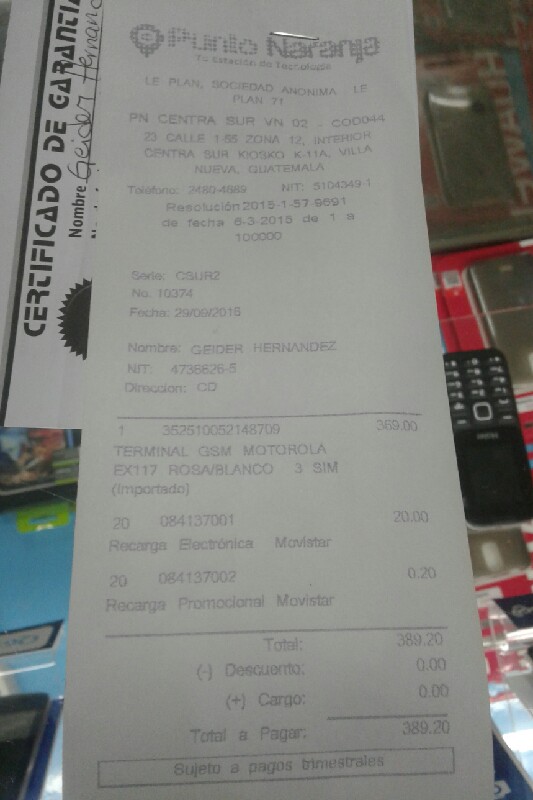 CERTIFICADO DE GARANTIA
Nombre Geider Hernand
Punto Naranja
Tu Estación de Tecnología
LE PLAN, SOCIEDAD ANONIMA . LE
PLAN 71
PN CENTRA SUR VN 02 - COD044
23 CALLE 1-55 ZONA 12, INTERIOR
CENTRA SUR KIOSKO K-11A, VILLA
NUEVA, GUATEMALA
Teléfono: 2480-4869 NIT: 5104349-1
Resolución 2015-1-57-9691
de fecha 6-3-2015 de 1 a
100000
Serie: CSUR2
No. 10374
Fecha: 29/09/2015
Nombre: GEIDER HERNANDEZ
NIT: 4736626-5
Direccion: CD
1 352510052148709 369.00
TERMINAL GSM MOTOROLA
EX117 ROSA/BLANCO 3 SIM
(Importado)
20 084137001 20.00
Recarga Electrónica Movistar
20 084137002 0.20
Recarga Promocional Movistar
Total: 389.20
(-) Descuento: 0.00
(+) Cargo: 0.00
Total a Pagar: 389.20
Sujeto a pagos trimestrales